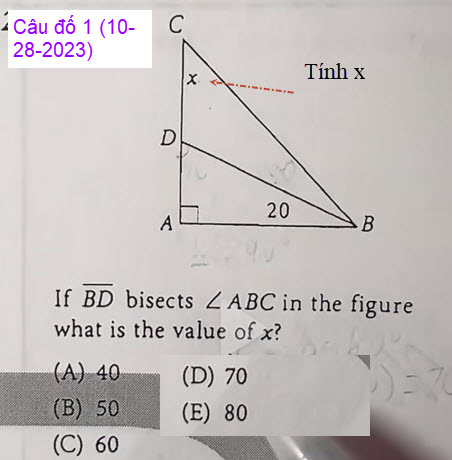 Câu đố 1 (10-
28-2023)
C
x
Tính x
D
20
A
B
If BD bisects ∠ABC in the figure
what is the value of x?
(A) 40
(D) 70
(B) 50
(E) 80
(C) 60